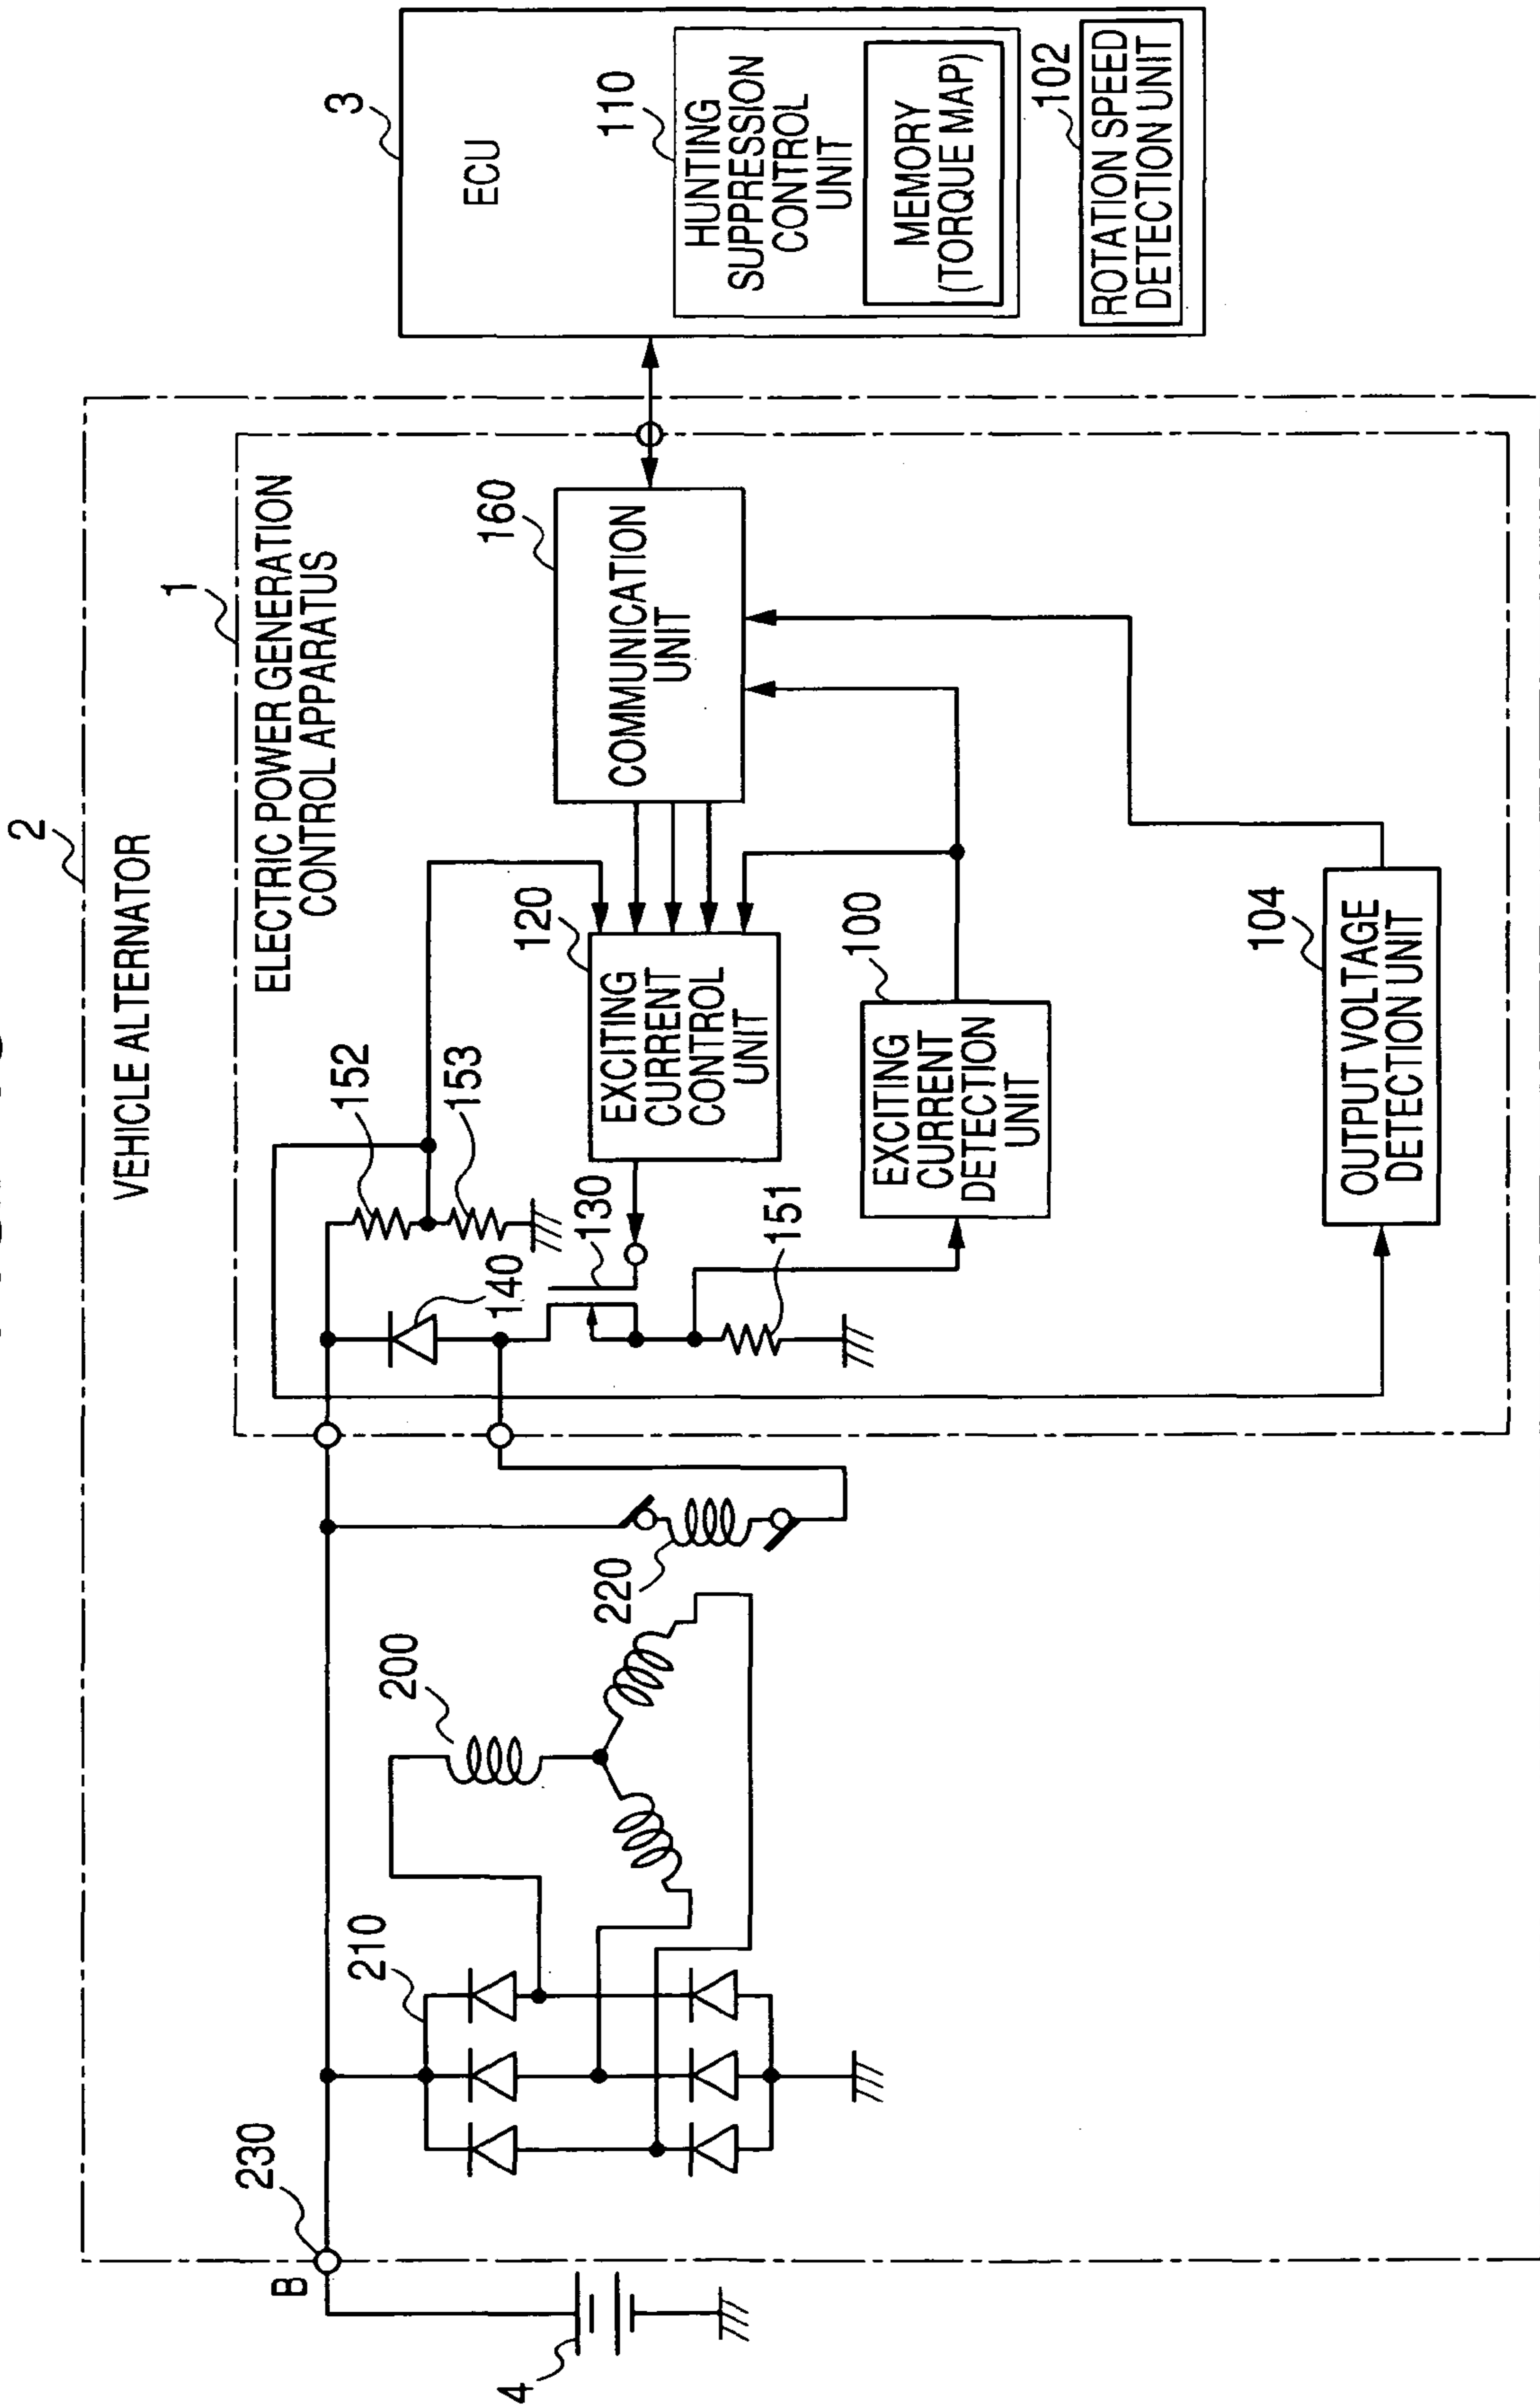 2
VEHICLE ALTERNATOR
1
ELECTRIC POWER GENERATION
CONTROL APPARATUS
3
ECU
110
HUNTING
SUPPRESSION
CONTROL
UNIT
MEMORY
(TORQUE MAP)
102
ROTATION SPEED
DETECTION UNIT
160
COMMUNICATION
UNIT
120
EXCITING
CURRENT
CONTROL
UNIT
100
EXCITING
CURRENT
DETECTION
UNIT
104
OUTPUT VOLTAGE
DETECTION UNIT
152
153
130
140
151
220
200
210
230
B
4